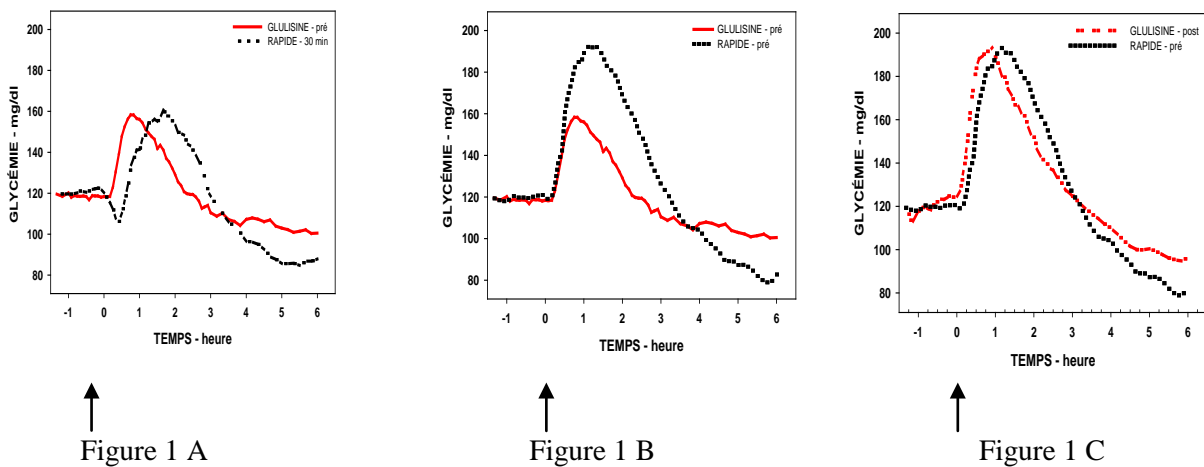 GLULISINE - pré
RAPIDE - 30 min
GLYCÉMIE - mg/dl
200
180
160
140
120
100
80
-1 0 1 2 3 4 5 6
TEMPS - heure
Figure 1 A
GLULISINE - pré
RAPIDE - pré
GLYCÉMIE - mg/dl
200
180
160
140
120
100
80
-1 0 1 2 3 4 5 6
TEMPS - heure
Figure 1 B
GLULISINE - post
RAPIDE - pré
GLYCÉMIE - mg/dl
200
180
160
140
120
100
80
-1 0 1 2 3 4 5 6
TEMPS - heure
Figure 1 C